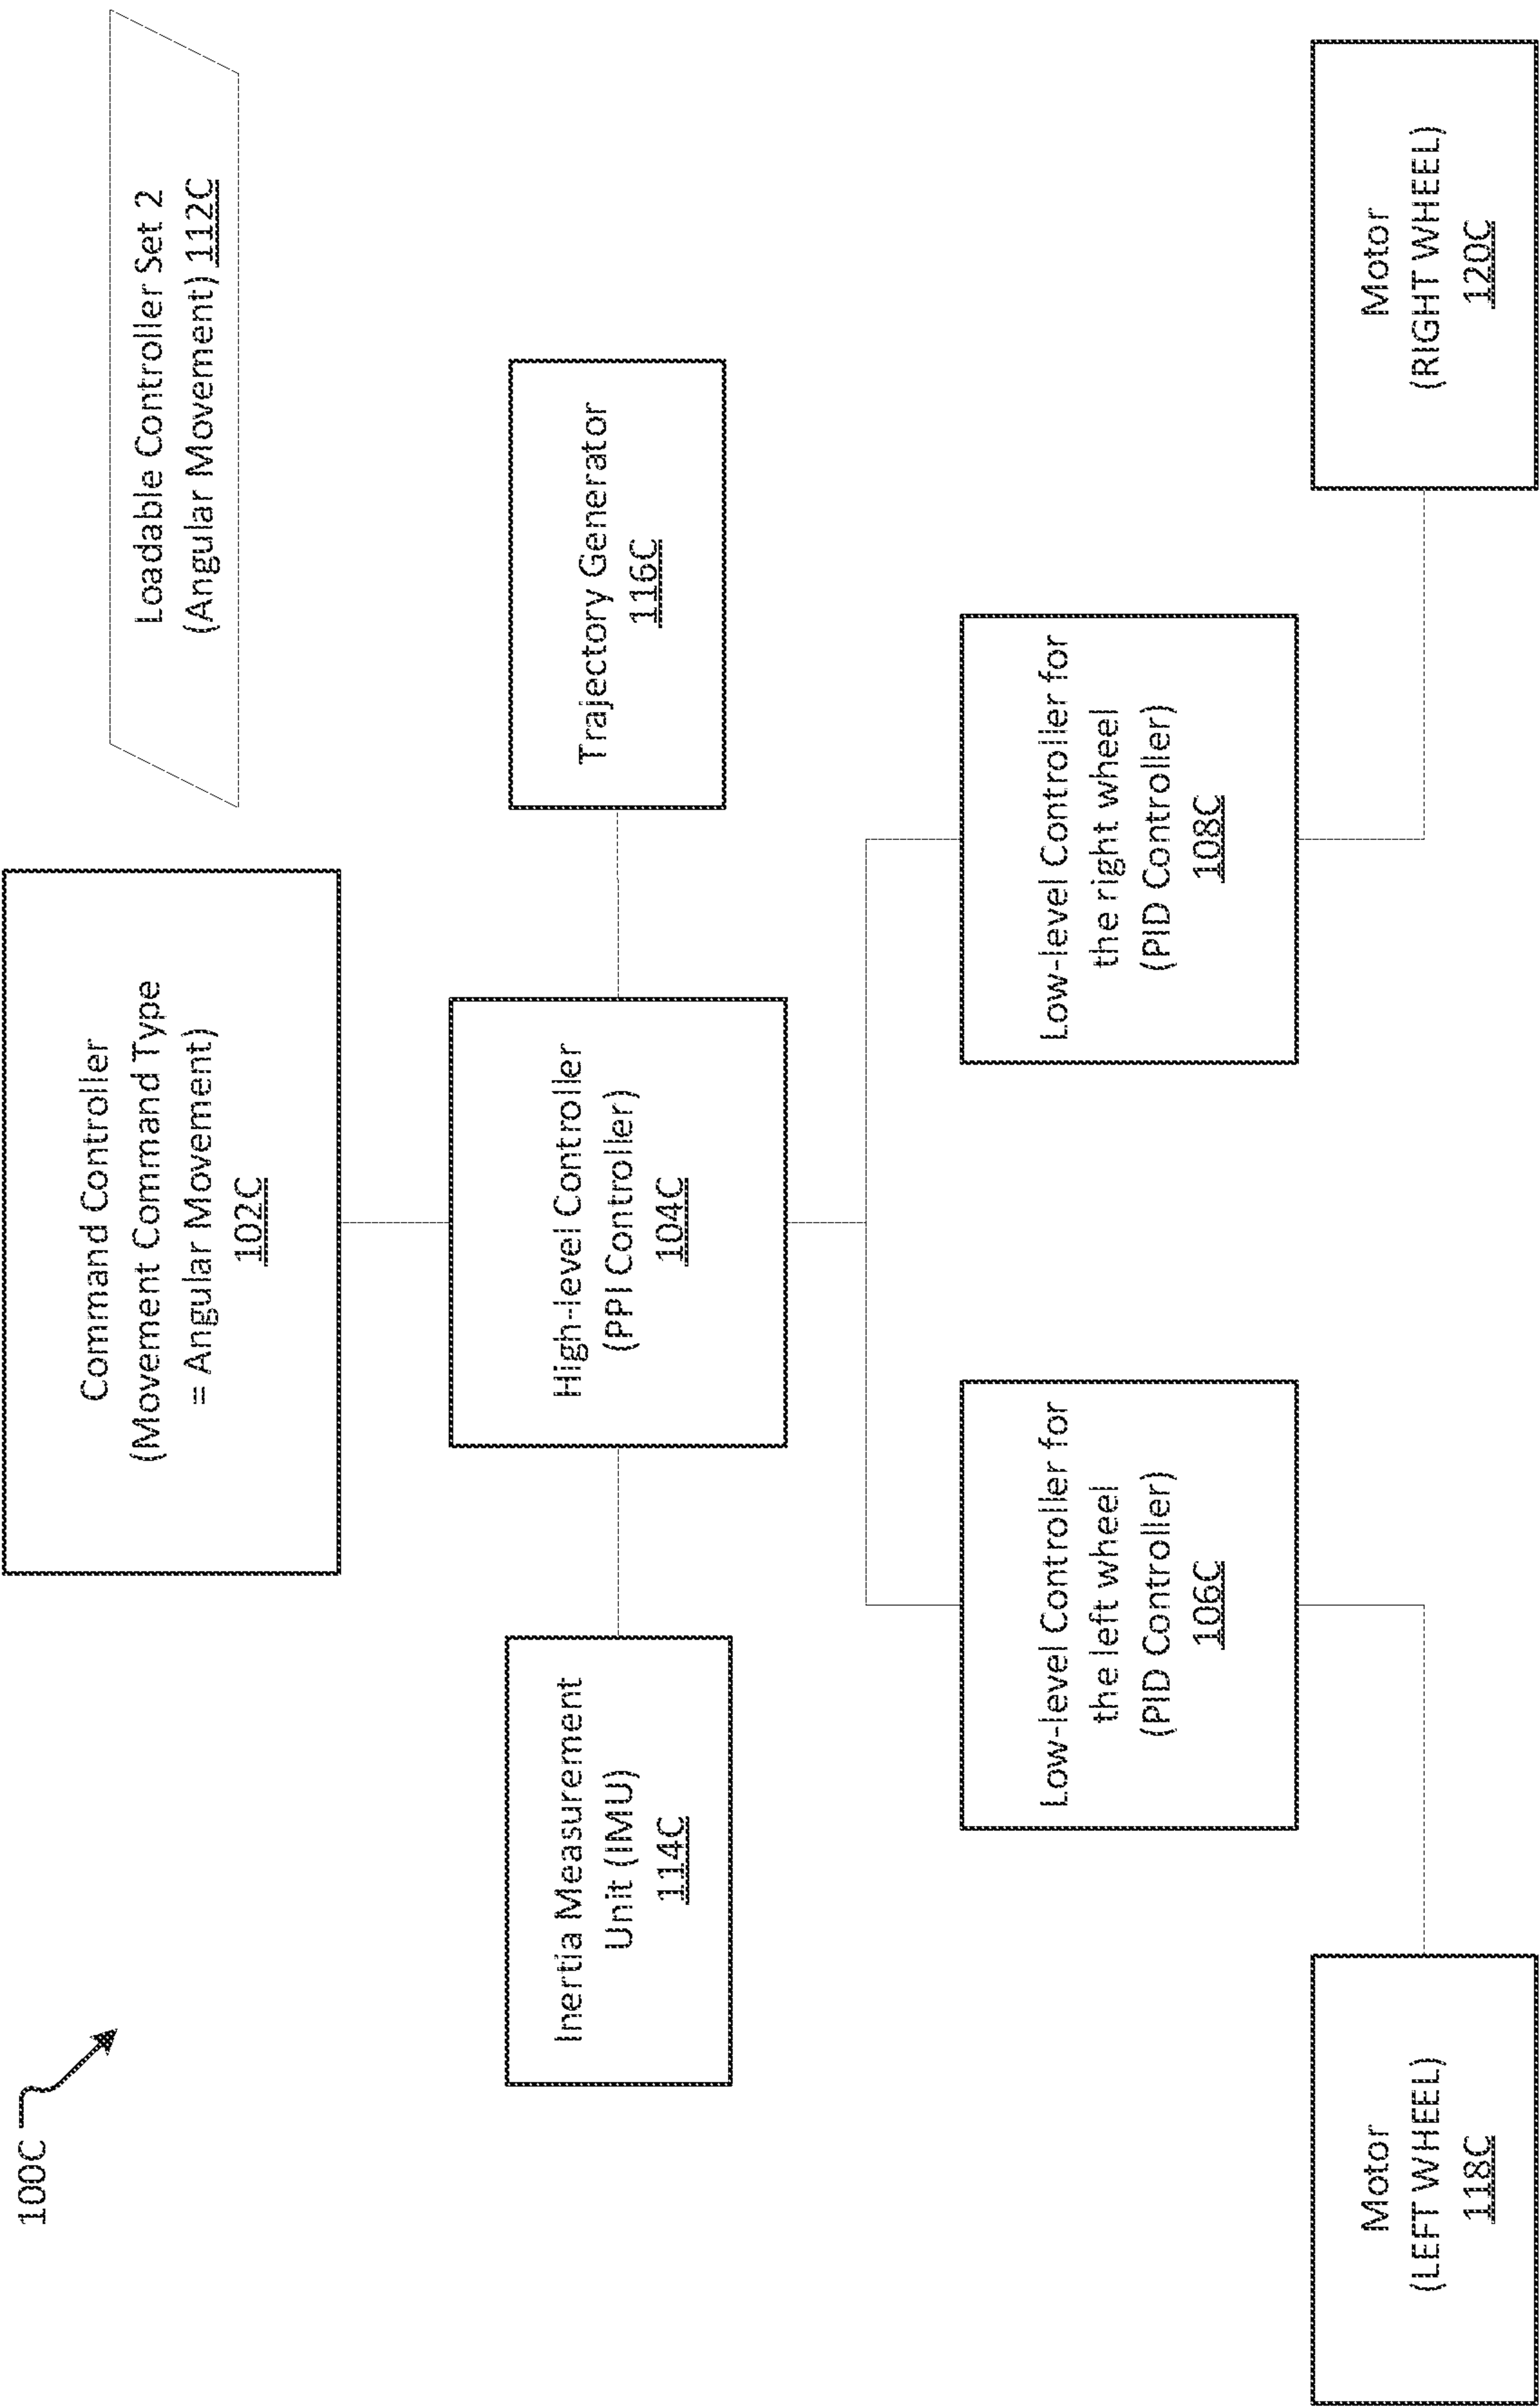 100C
Command Controller
(Movement Command Type
= Angular Movement)
102C
Loadable Controller Set 2
(Angular Movement) 112C
Inertia Measurement
Unit (IMU)
114C
High-level Controller
(PPI Controller)
104C
Trajectory Generator
116C
Low-level Controller for
the left wheel
(PID Controller)
106C
Low-level Controller for
the right wheel
(PID Controller)
108C
Motor
(LEFT WHEEL)
118C
Motor
(RIGHT WHEEL)
120C